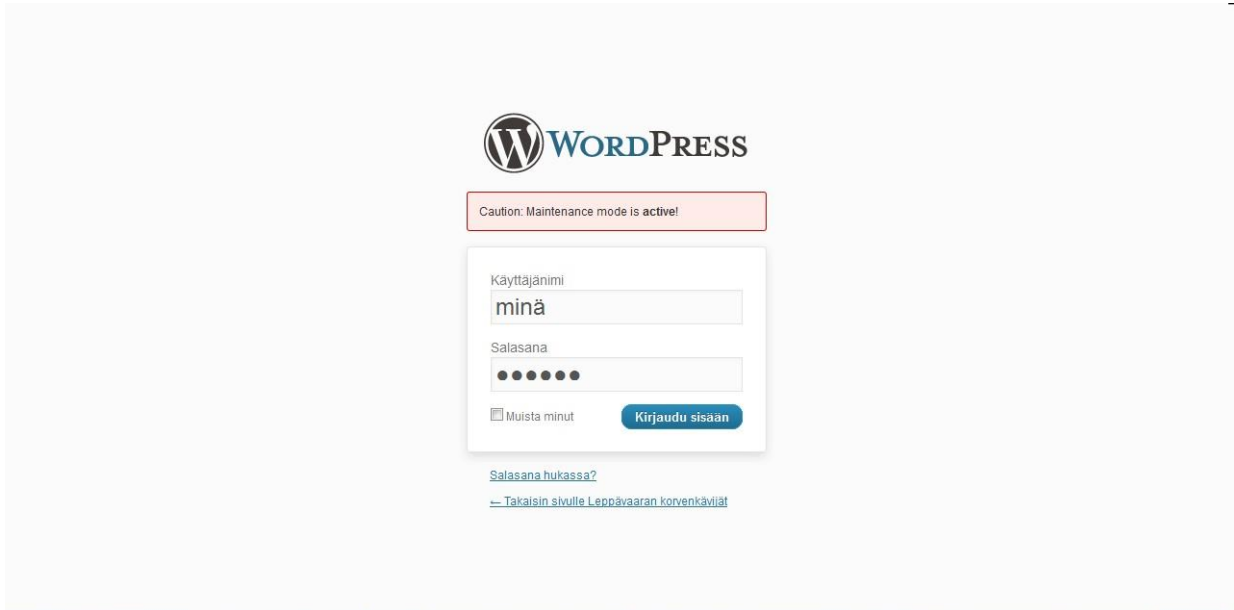 WORDPRESS
Caution: Maintenance mode is active!
Käyttäjänimi
minä
Salasana
●●●●●●
Muista minut
Kirjaudu sisään
Salasana hukassa?
← Takaisin sivulle Leppävaaran korvenkävijät